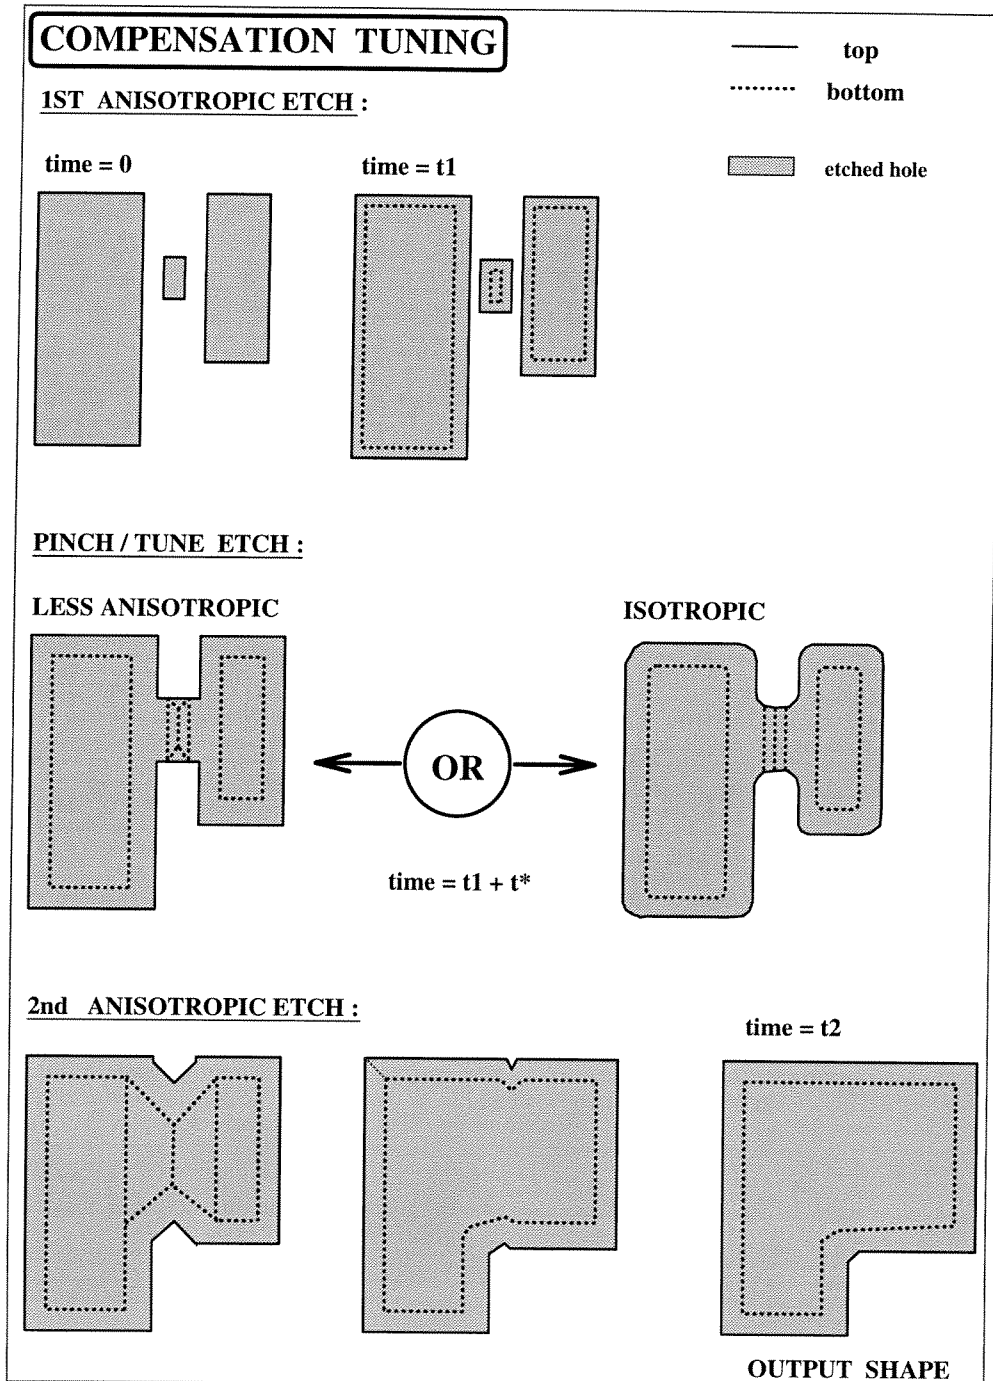 COMPENSATION TUNING
top
bottom
etched hole
1ST ANISOTROPIC ETCH :
time = 0
time = t1
PINCH / TUNE ETCH :
LESS ANISOTROPIC
ISOTROPIC
OR
time = t1 + t*
2nd ANISOTROPIC ETCH :
time = t2
OUTPUT SHAPE